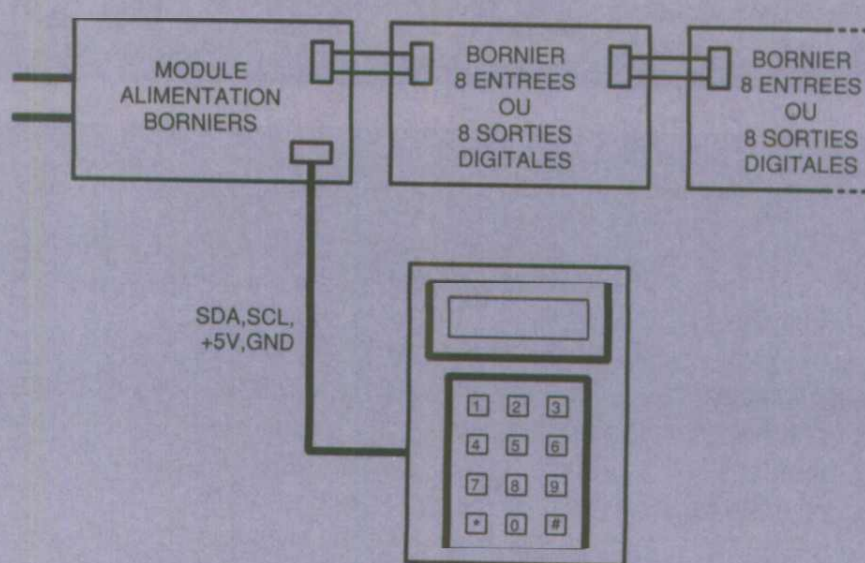 MODULE
ALIMENTATION
BORNIERS
BORNIER
8 ENTREES
OU
8 SORTIES
DIGITALES
BORNIER
8 ENTREES
OU
8 SORTIES
DIGITALES
SDA,SCL,
+5V,GND
1 2 3
4 5 6
7 8 9
* 0 #